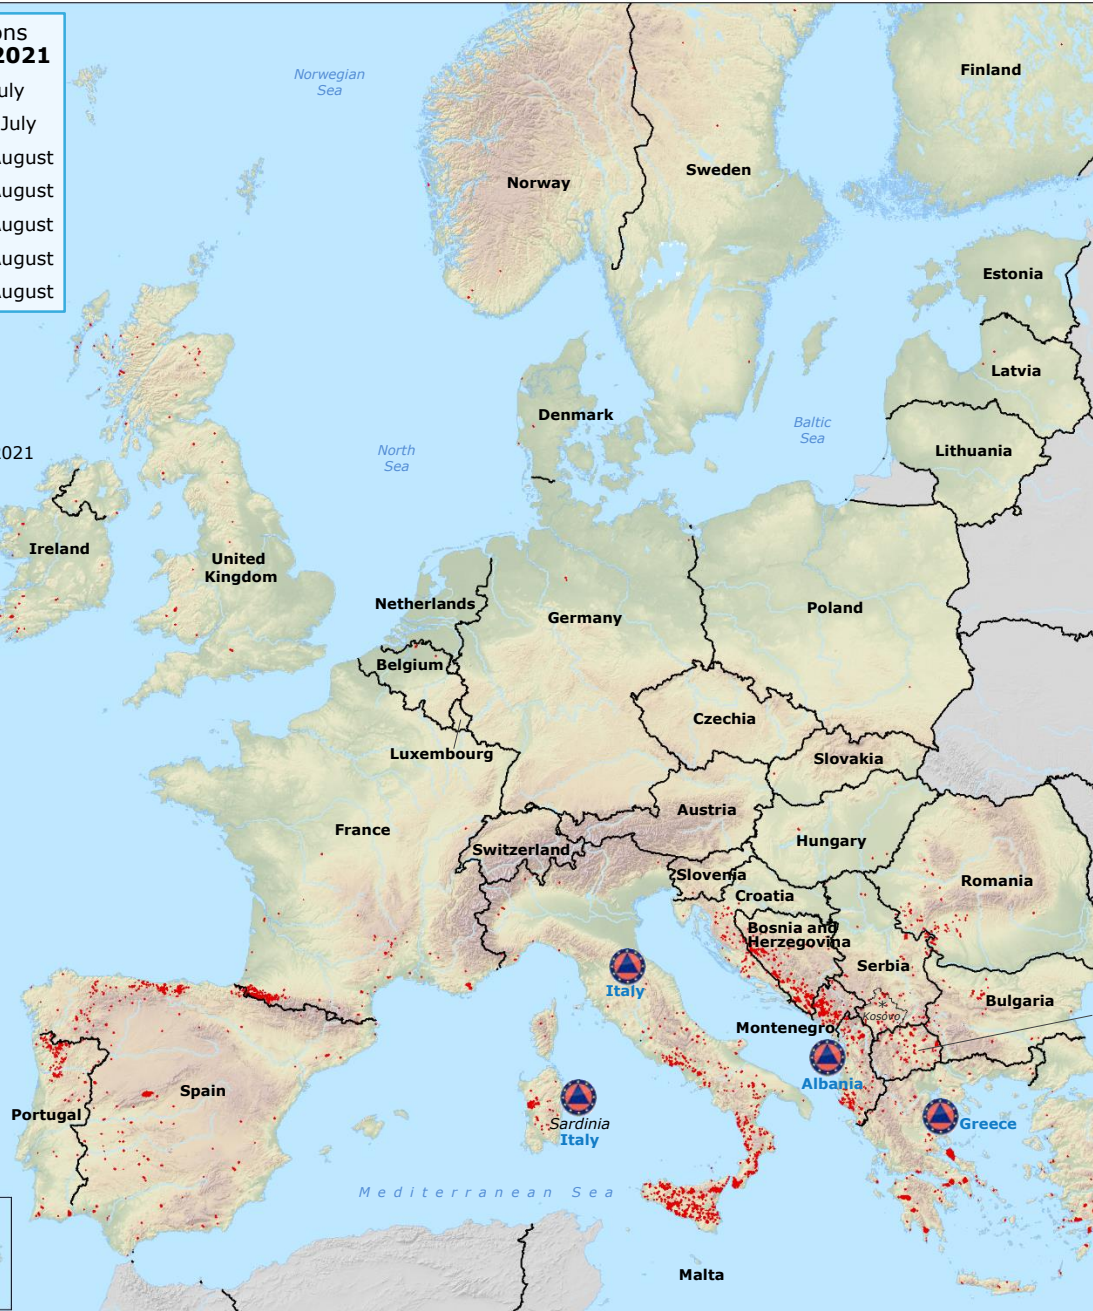 ons
2021
uly
July
ugust
ugust
ugust
ugust
ugust
Norwegian
Sea
Finland
Norway
Sweden
Estonia
Latvia
Denmark
Baltic
Sea
Lithuania
2021
North
Sea
Ireland
United
Kingdom
Netherlands
Germany
Poland
Belgium
Czechia
Luxembourg
Slovakia
Austria
France
Switzerland
Hungary
Slovenia
Romania
Croatia
Bosnia and
Herzegovina
Serbia
Italy
Bulgaria
Kosovo
Montenegro
Albania
Spain
Portugal
Sardinia
Italy
Greece
Mediterranean Sea
Malta